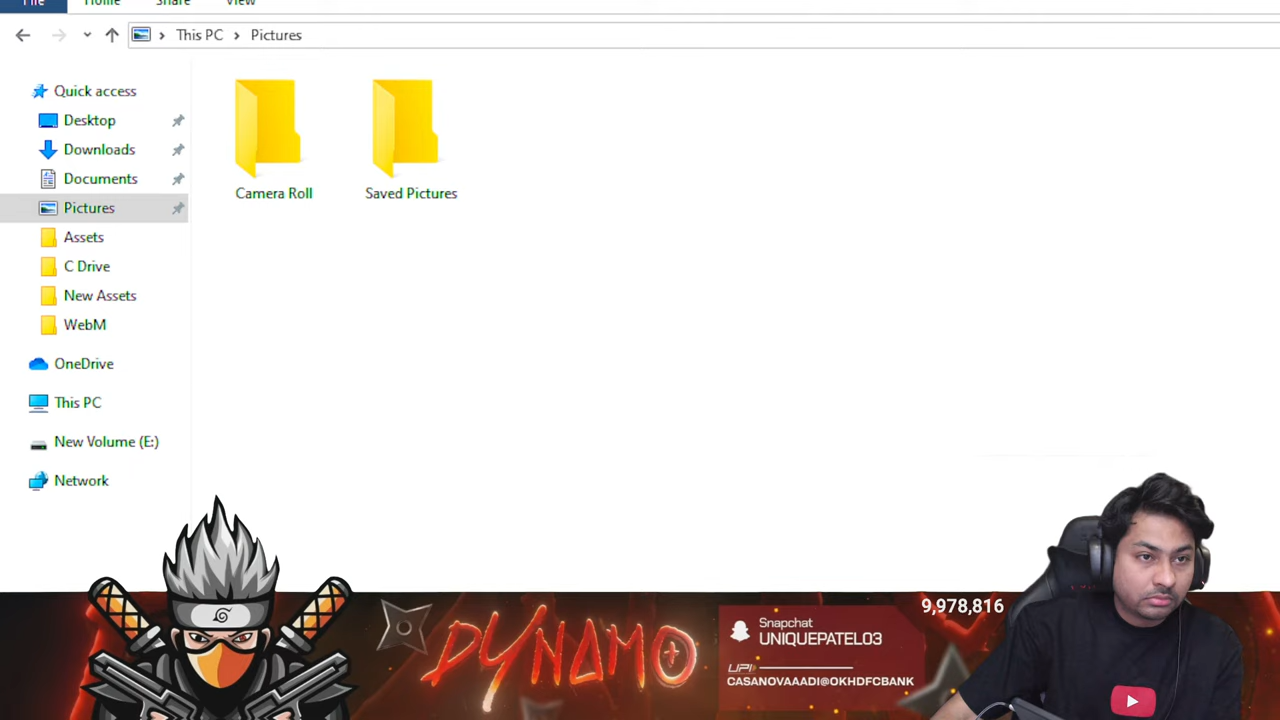 File Home Share View
This PC Pictures
Quick access
Desktop
Downloads
Documents
Pictures
Assets
C Drive
New Assets
WebM
OneDrive
This PC
New Volume (E:)
Network
Camera Roll Saved Pictures
DYNAMO
Snapchat
UNIQUEPATEL03
UPI
CASANOVAAADI@OKHDFCBANK
9,978,816